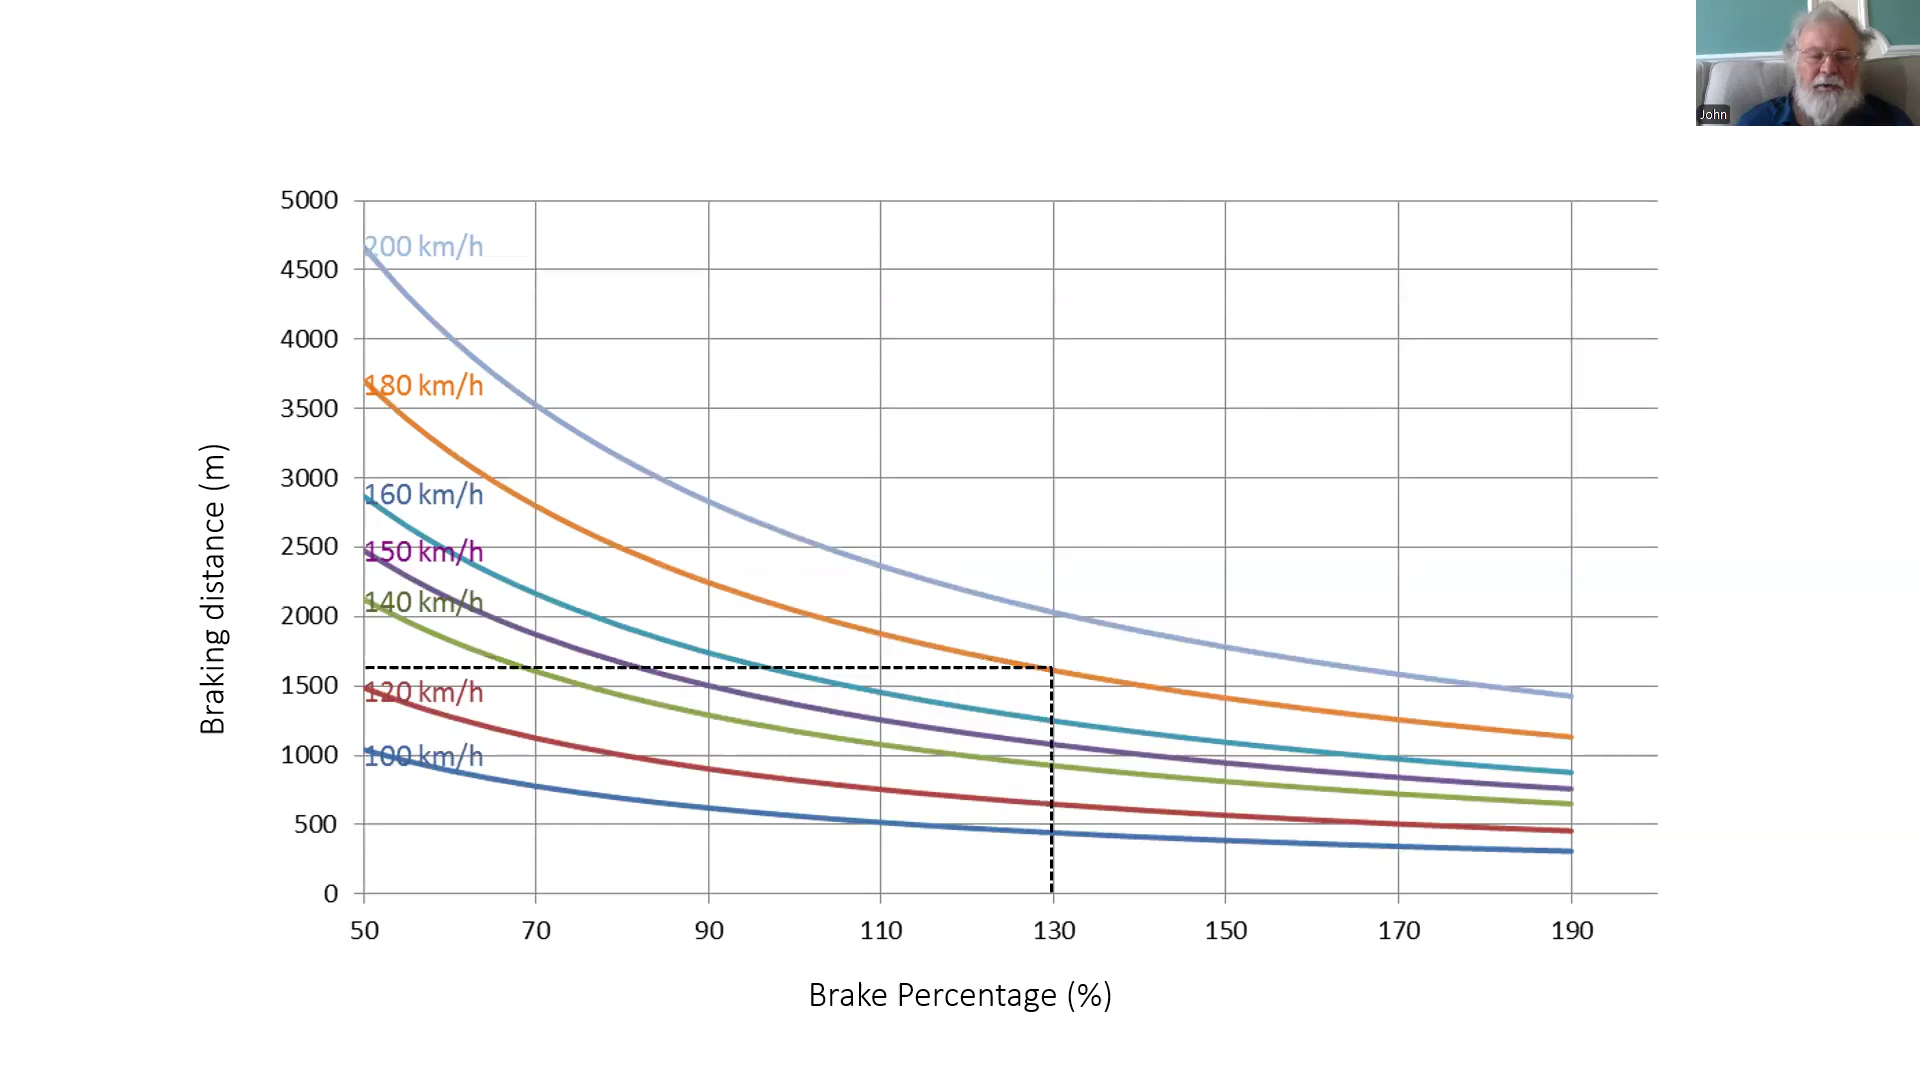 John
5000
200 km/h
4500
4000
180 km/h
3500
3000
160 km/h
2500
150 km/h
140 km/h
2000
1500
120 km/h
1000
100 km/h
500
0
Braking distance (m)
50 70 90 110 130 150 170 190
Brake Percentage (%)